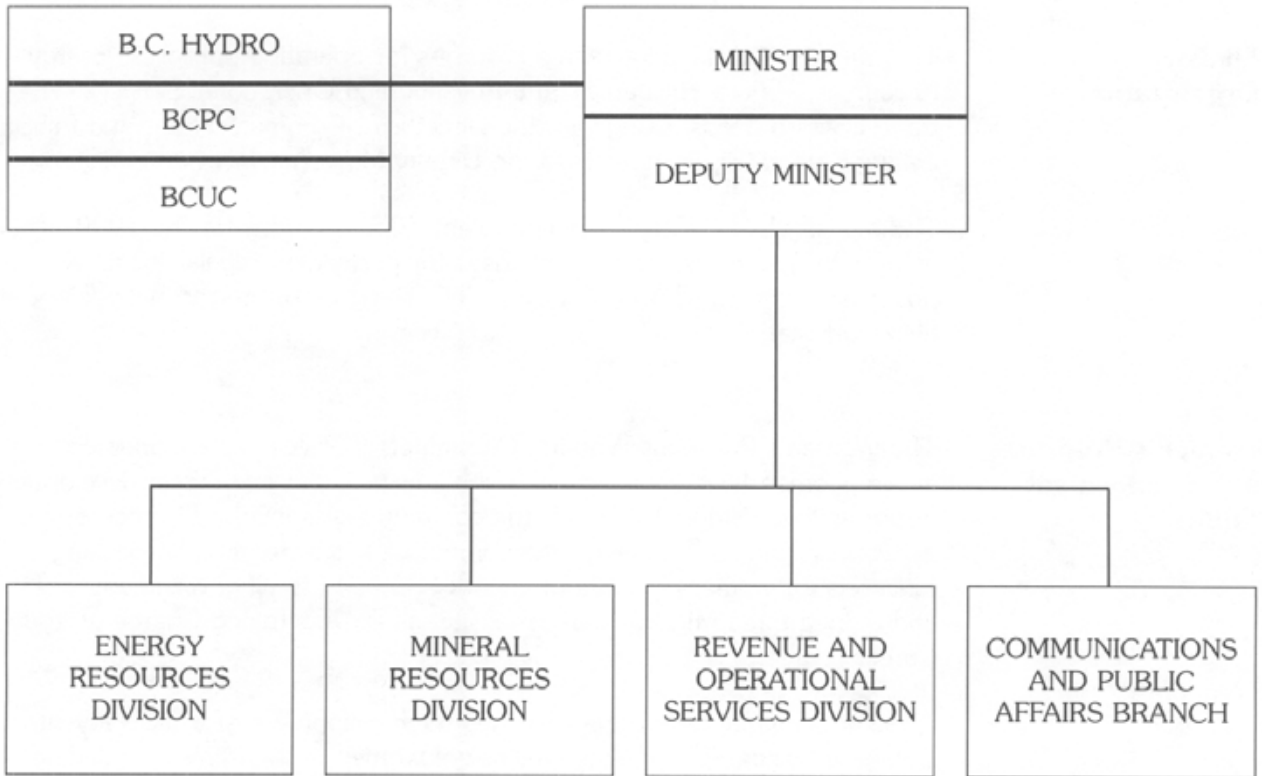 B.C. HYDRO
BCPC
BCUC
MINISTER
DEPUTY MINISTER
ENERGY
RESOURCES
DIVISION
MINERAL
RESOURCES
DIVISION
REVENUE AND
OPERATIONAL
SERVICES DIVISION
COMMUNICATIONS
AND PUBLIC
AFFAIRS BRANCH